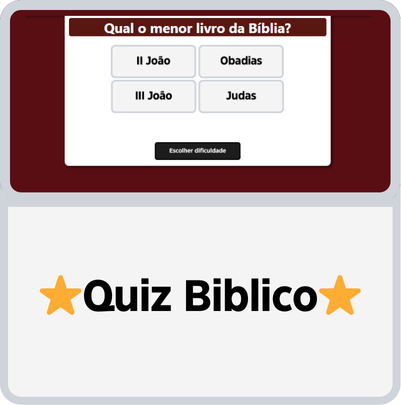 Qual o menor livro da Bíblia?
II João
Obadias
III João
Judas
Escolher dificuldade
Quiz Biblico